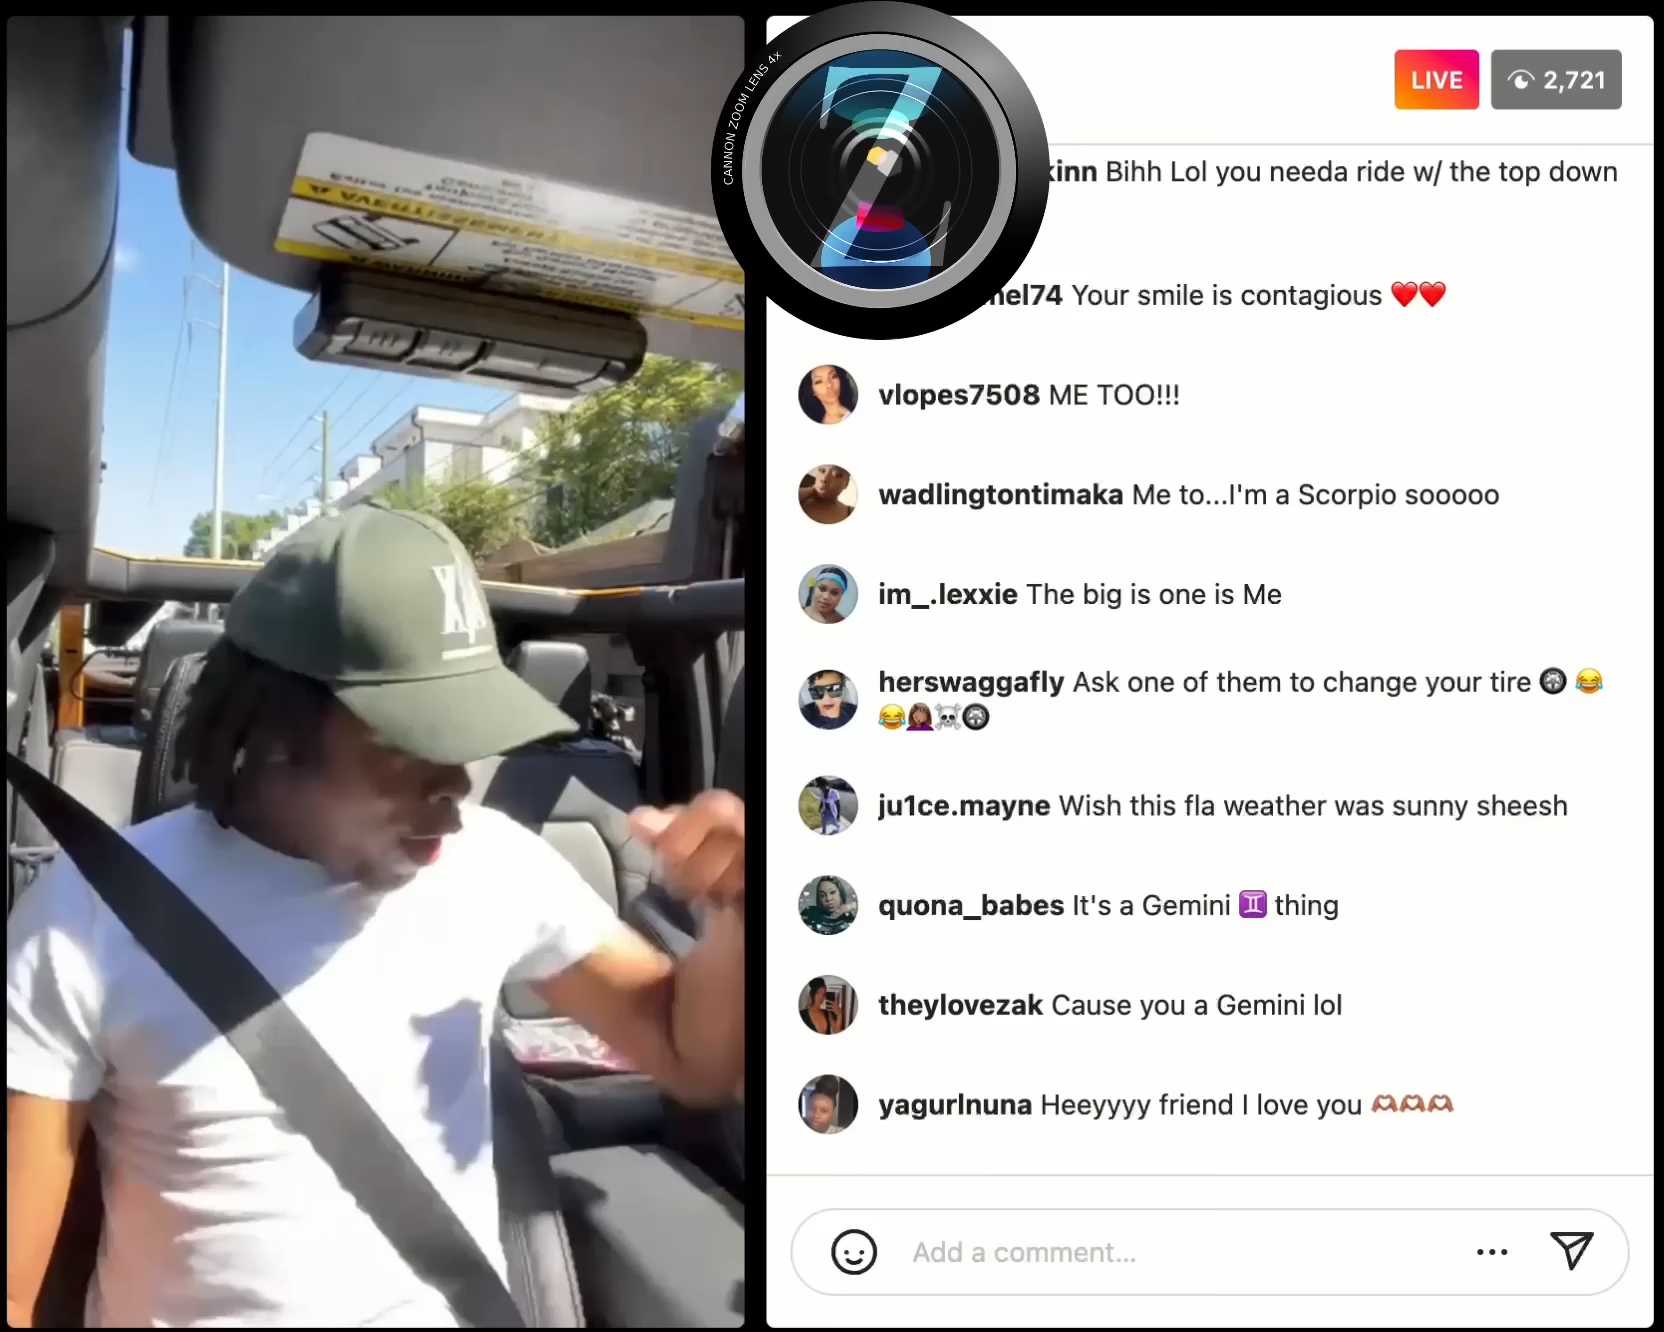 CANNON ZOOM LENS 4x
Z
LIVE
2,721
kinn Bihh Lol you needa ride w/ the top down
nel74 Your smile is contagious ❤️❤️
vlopes7508 ME TOO!!!
wadlingtontimaka Me to...I'm a Scorpio sooooo
im_.lexxie The big is one is Me
herswaggafly Ask one of them to change your tire 🛞 😂
😂🤦🏾‍♀️☠️🛞
ju1ce.mayne Wish this fla weather was sunny sheesh
quona_babes It's a Gemini ♊ thing
theylovezak Cause you a Gemini lol
yagurlnuna Heeyyyy friend I love you 🫶🏽🫶🏽🫶🏽
Add a comment...